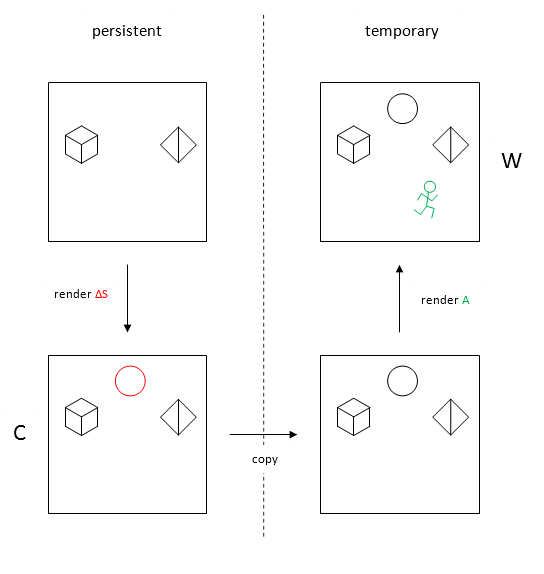 persistent
temporary
W
render ΔS
render A
C
copy